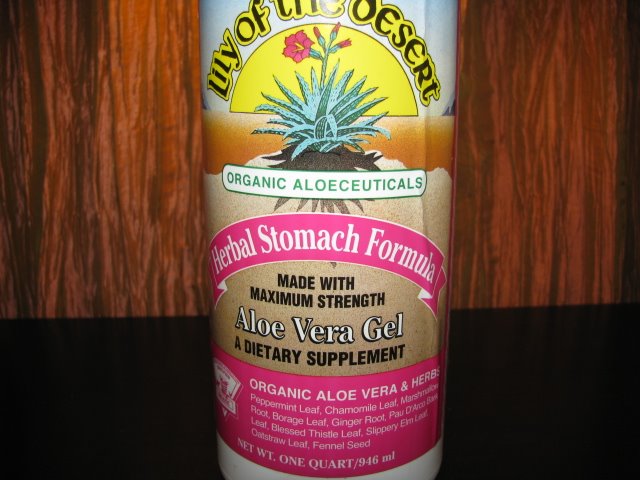 Lily of the Desert
ORGANIC ALOECEUTICALS
Herbal Stomach Formula
MADE WITH
MAXIMUM STRENGTH
Aloe Vera Gel
A DIETARY SUPPLEMENT
ORGANIC ALOE VERA & HERBS
Peppermint Leaf, Chamomile Leaf, Marshmallow
Root, Borage Leaf, Ginger Root, Pau D'Arco Bark
Leaf, Blessed Thistle Leaf, Slippery Elm Leaf,
Oatstraw Leaf, Fennel Seed
NET WT. ONE QUART/946 ml